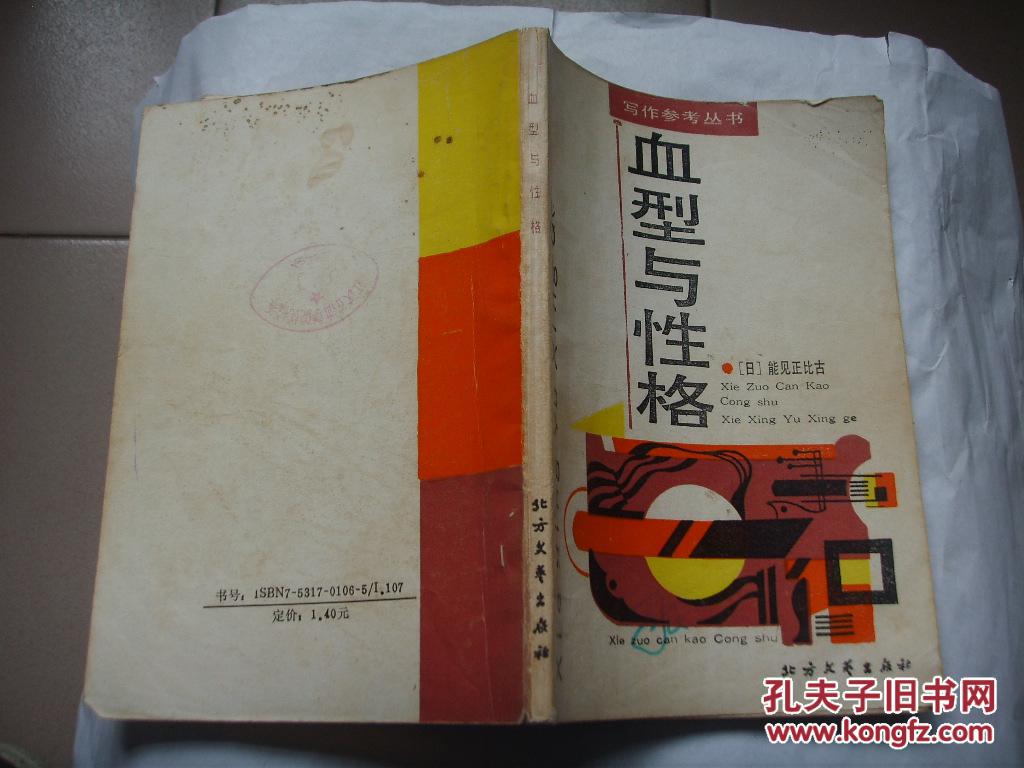 写作参考丛书
血型与性格
[日]能见正比古
Xie Zuo Can Kao
Cong shu
Xie Xing Yu Xing ge
Xie zuo can kao Cong shu
北方文艺出版社
血型与性格
北方文艺出版社
书号：ISBN7-5317-0106-5/I.107
定价：1.40元
孔夫子旧书网
www.kongfz.com